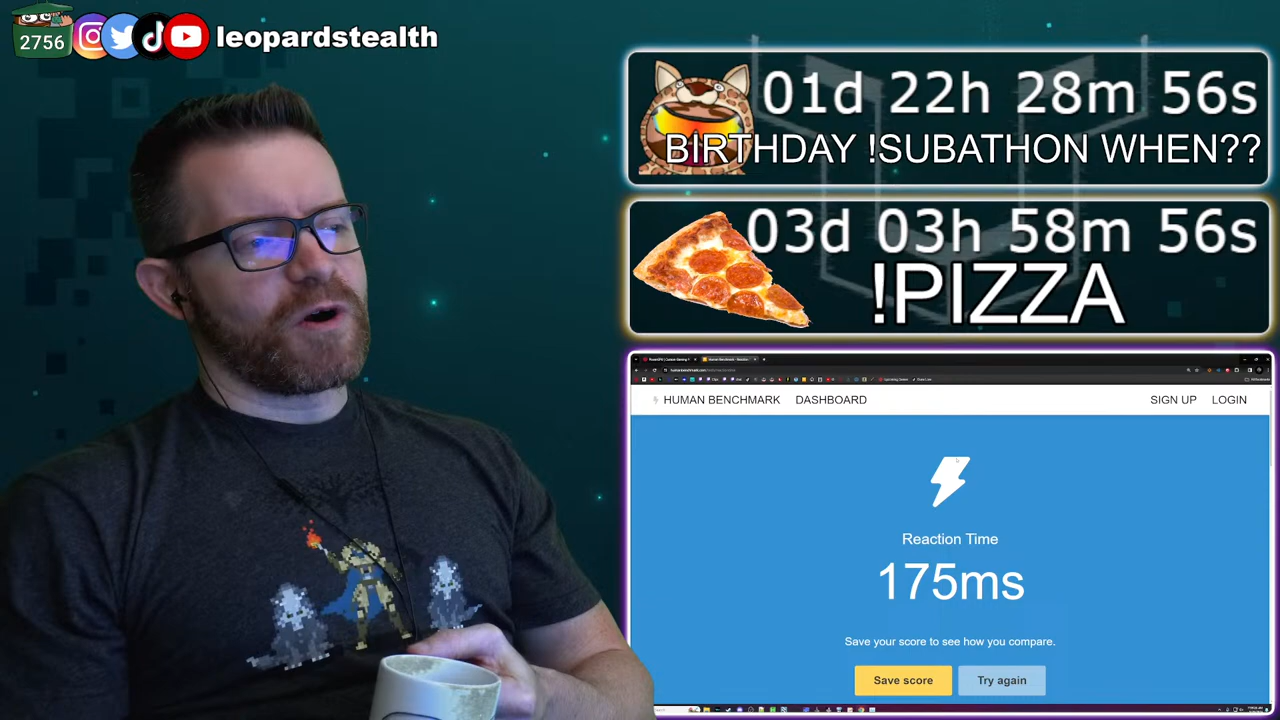 2756
leopardstealth
01d 22h 28m 56s
BIRTHDAY !SUBATHON WHEN??
03d 03h 58m 56s
!PIZZA
HUMAN BENCHMARK
DASHBOARD
SIGN UP
LOGIN
Reaction Time
175ms
Save your score to see how you compare.
Save score
Try again